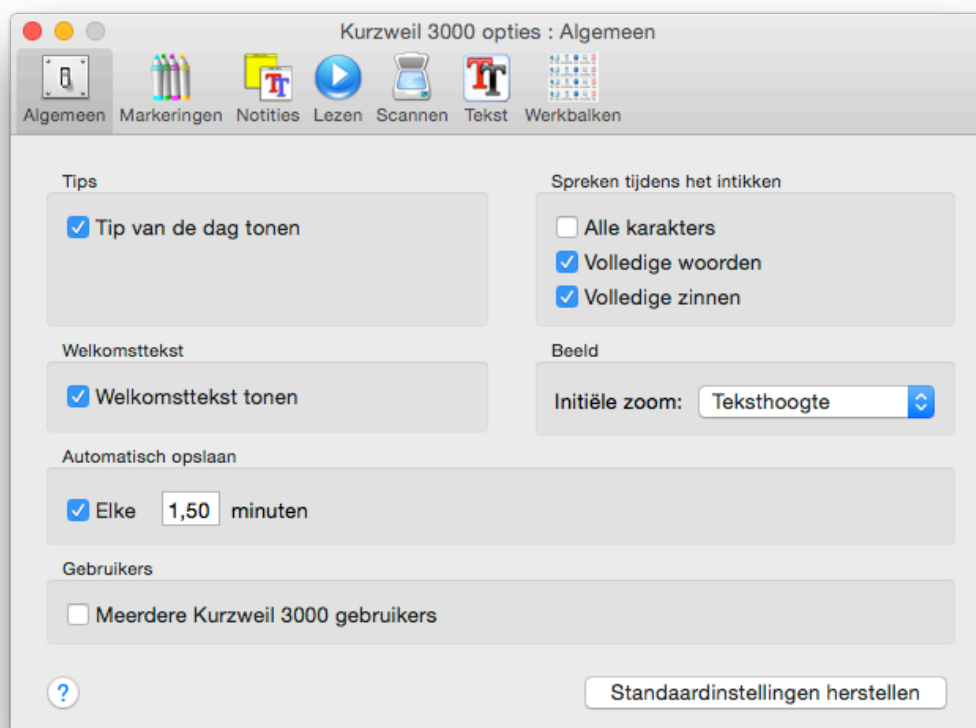 Kurzweil 3000 opties : Algemeen
Algemeen Markeringen Notities Lezen Scannen Tekst Werkbalken
Tips
Tip van de dag tonen
Spreken tijdens het intikken
Alle karakters
Volledige woorden
Volledige zinnen
Welkomsttekst
Welkomsttekst tonen
Beeld
Initiële zoom: Teksthoogte
Automatisch opslaan
Elke 1,50 minuten
Gebruikers
Meerdere Kurzweil 3000 gebruikers
? Standaardinstellingen herstellen